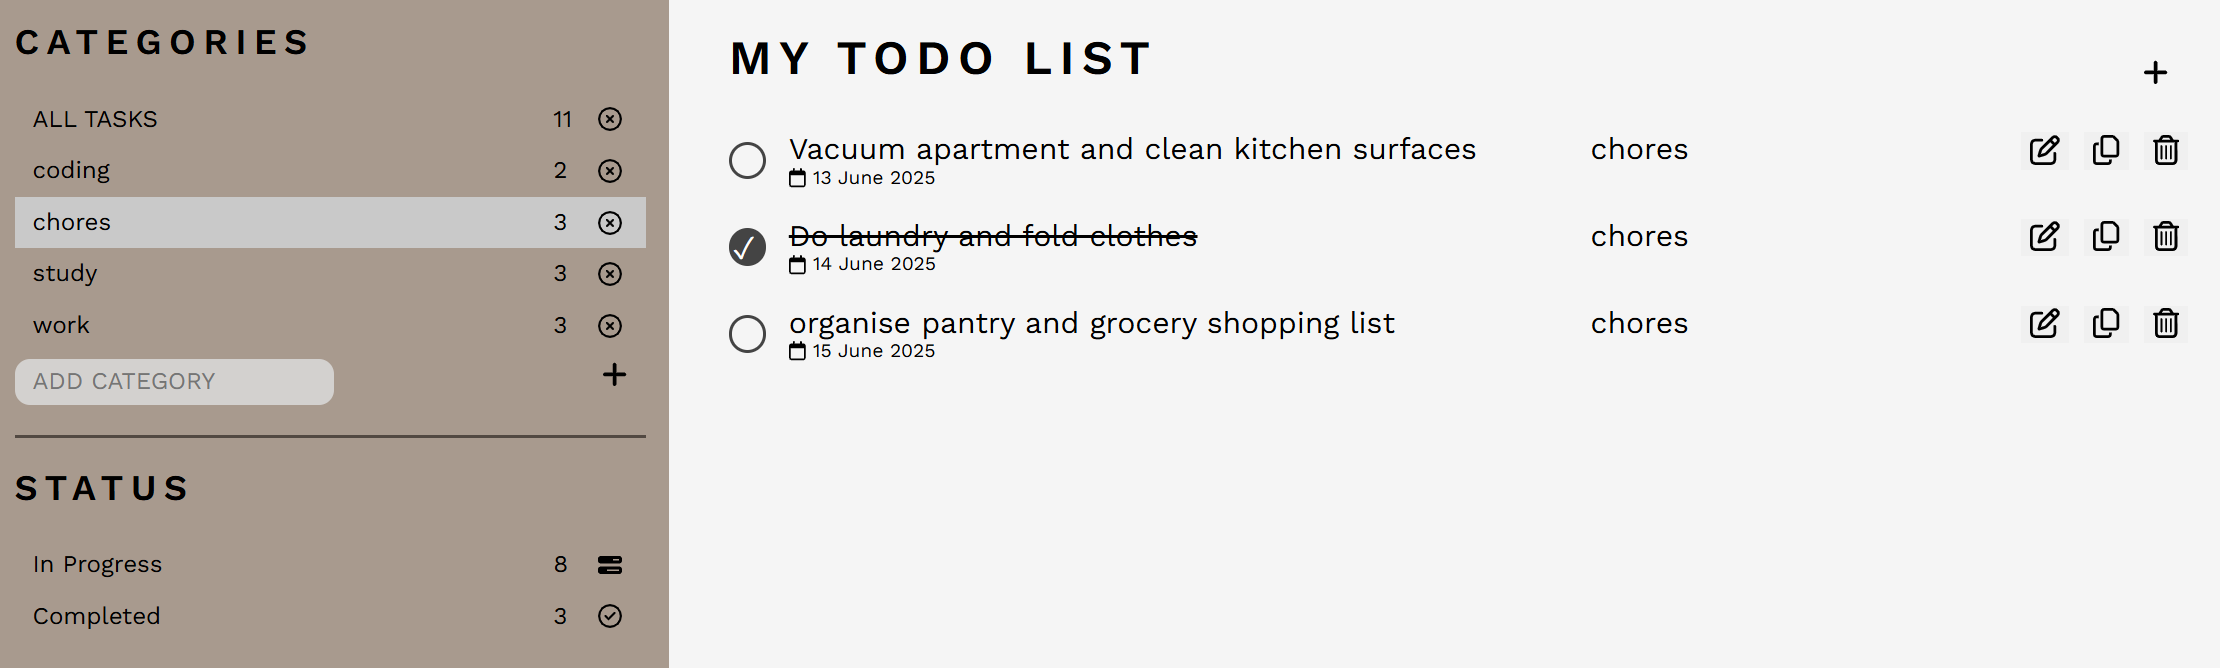 CATEGORIES
ALL TASKS 11
coding 2
chores 3
study 3
work 3
ADD CATEGORY
STATUS
In Progress 8
Completed 3
MY TODO LIST
Vacuum apartment and clean kitchen surfaces chores
13 June 2025
Do laundry and fold clothes chores
14 June 2025
organise pantry and grocery shopping list chores
15 June 2025